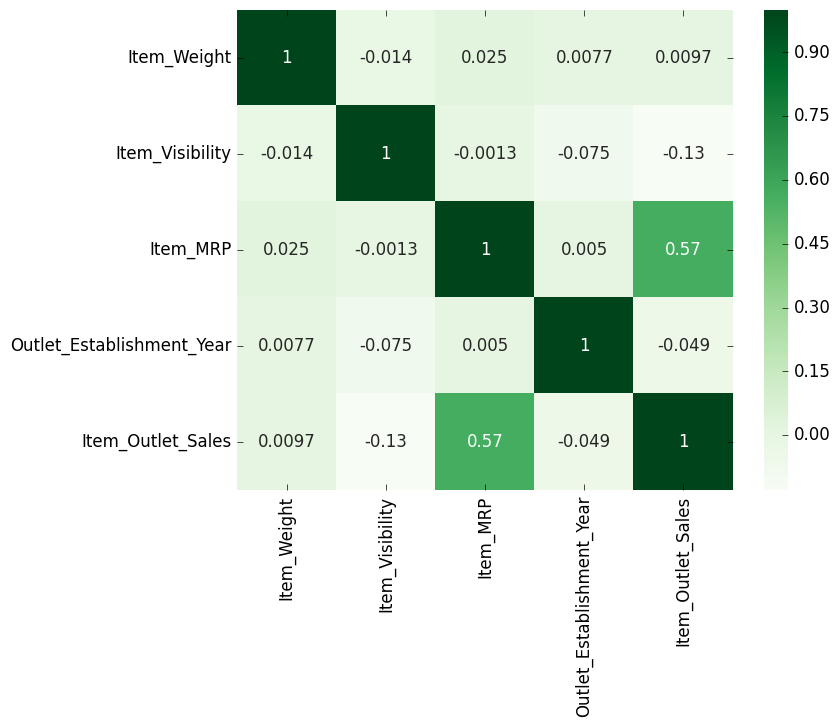 Item_Weight 1 -0.014 0.025 0.0077 0.0097
Item_Visibility -0.014 1 -0.0013 -0.075 -0.13
Item_MRP 0.025 -0.0013 1 0.005 0.57
Outlet_Establishment_Year 0.0077 -0.075 0.005 1 -0.049
Item_Outlet_Sales 0.0097 -0.13 0.57 -0.049 1
Item_Weight
Item_Visibility
Item_MRP
Outlet_Establishment_Year
Item_Outlet_Sales
0.90
0.75
0.60
0.45
0.30
0.15
0.00